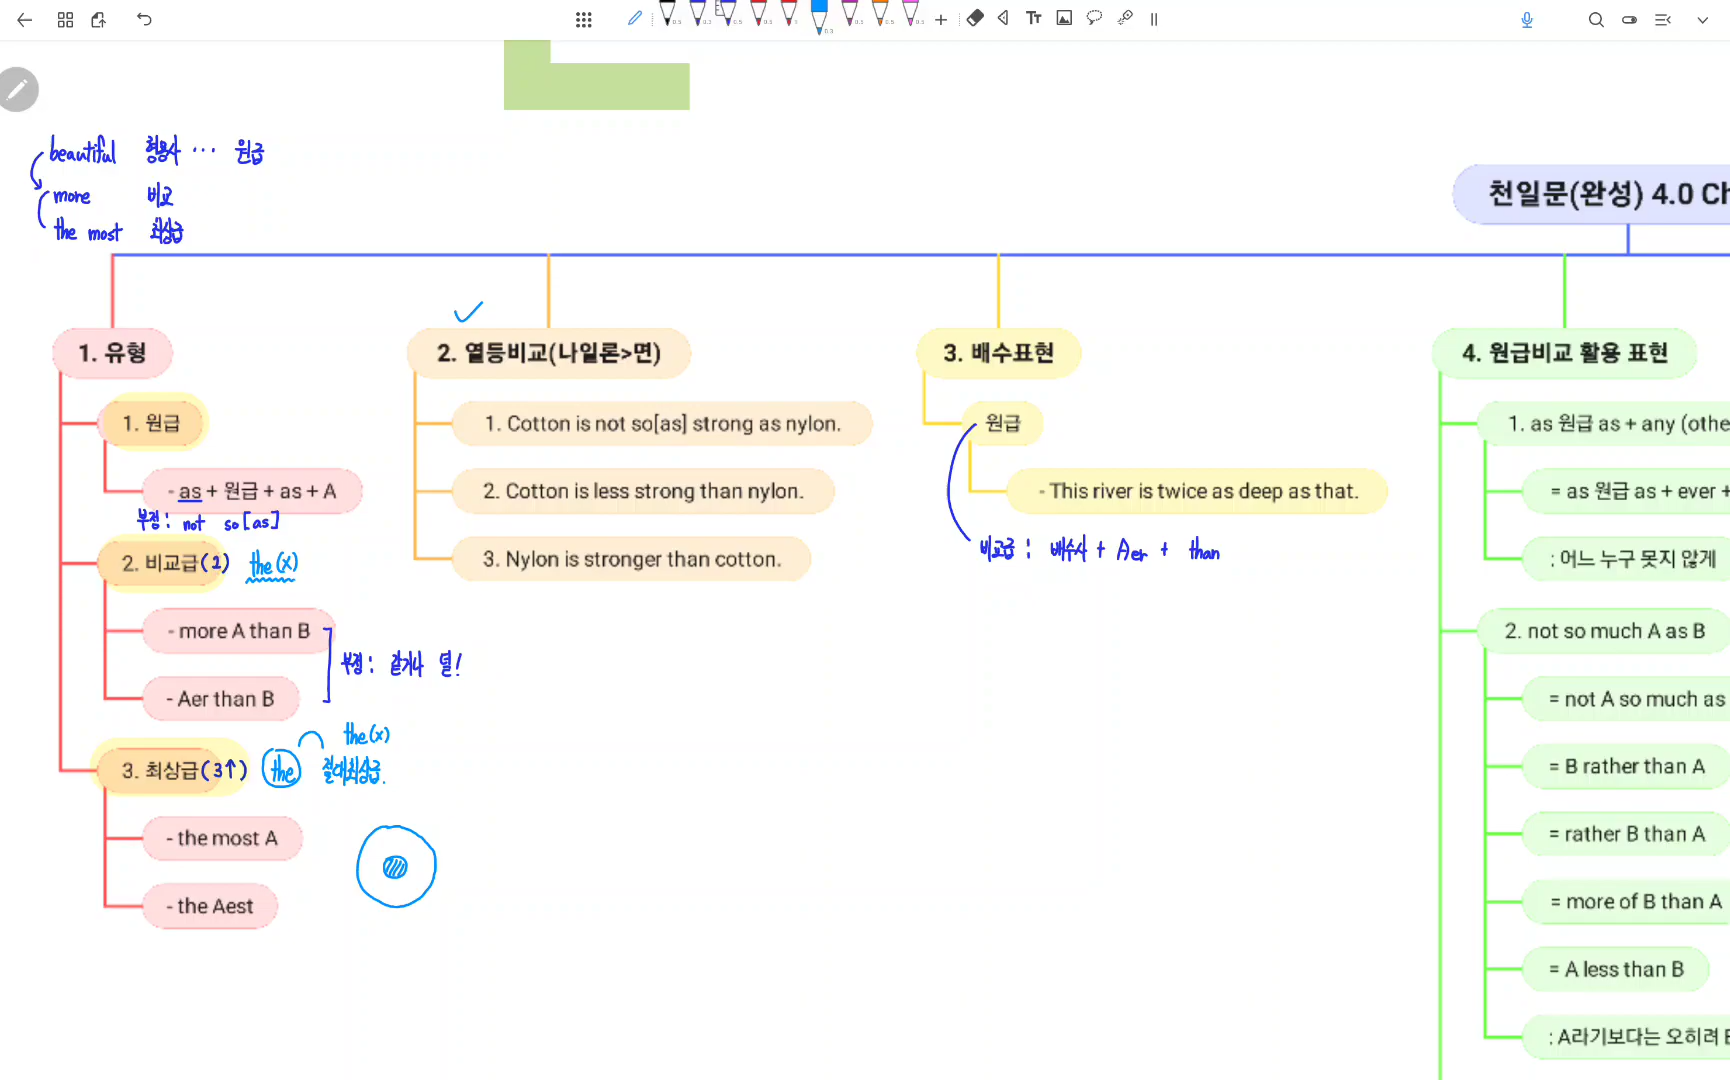 beautiful 형용사 ... 원급
more 비교
the most 최상급
천일문(완성) 4.0 Ch
1. 유형
1. 원급
- as + 원급 + as + A
부정: not so[as]
2. 비교급(2) the(x)
- more A than B
- Aer than B
부정: 같거나 덜!
3. 최상급(3↑) the 절대최상급.
the(x)
- the most A
- the Aest
2. 열등비교(나일론>면)
1. Cotton is not so[as] strong as nylon.
2. Cotton is less strong than nylon.
3. Nylon is stronger than cotton.
3. 배수표현
원급
- This river is twice as deep as that.
비교급: 배수사 + Aer + than
4. 원급비교 활용 표현
1. as 원급 as + any (othe
= as 원급 as + ever +
: 어느 누구 못지 않게
2. not so much A as B
= not A so much as
= B rather than A
= rather B than A
= more of B than A
= A less than B
: A라기보다는 오히려 B